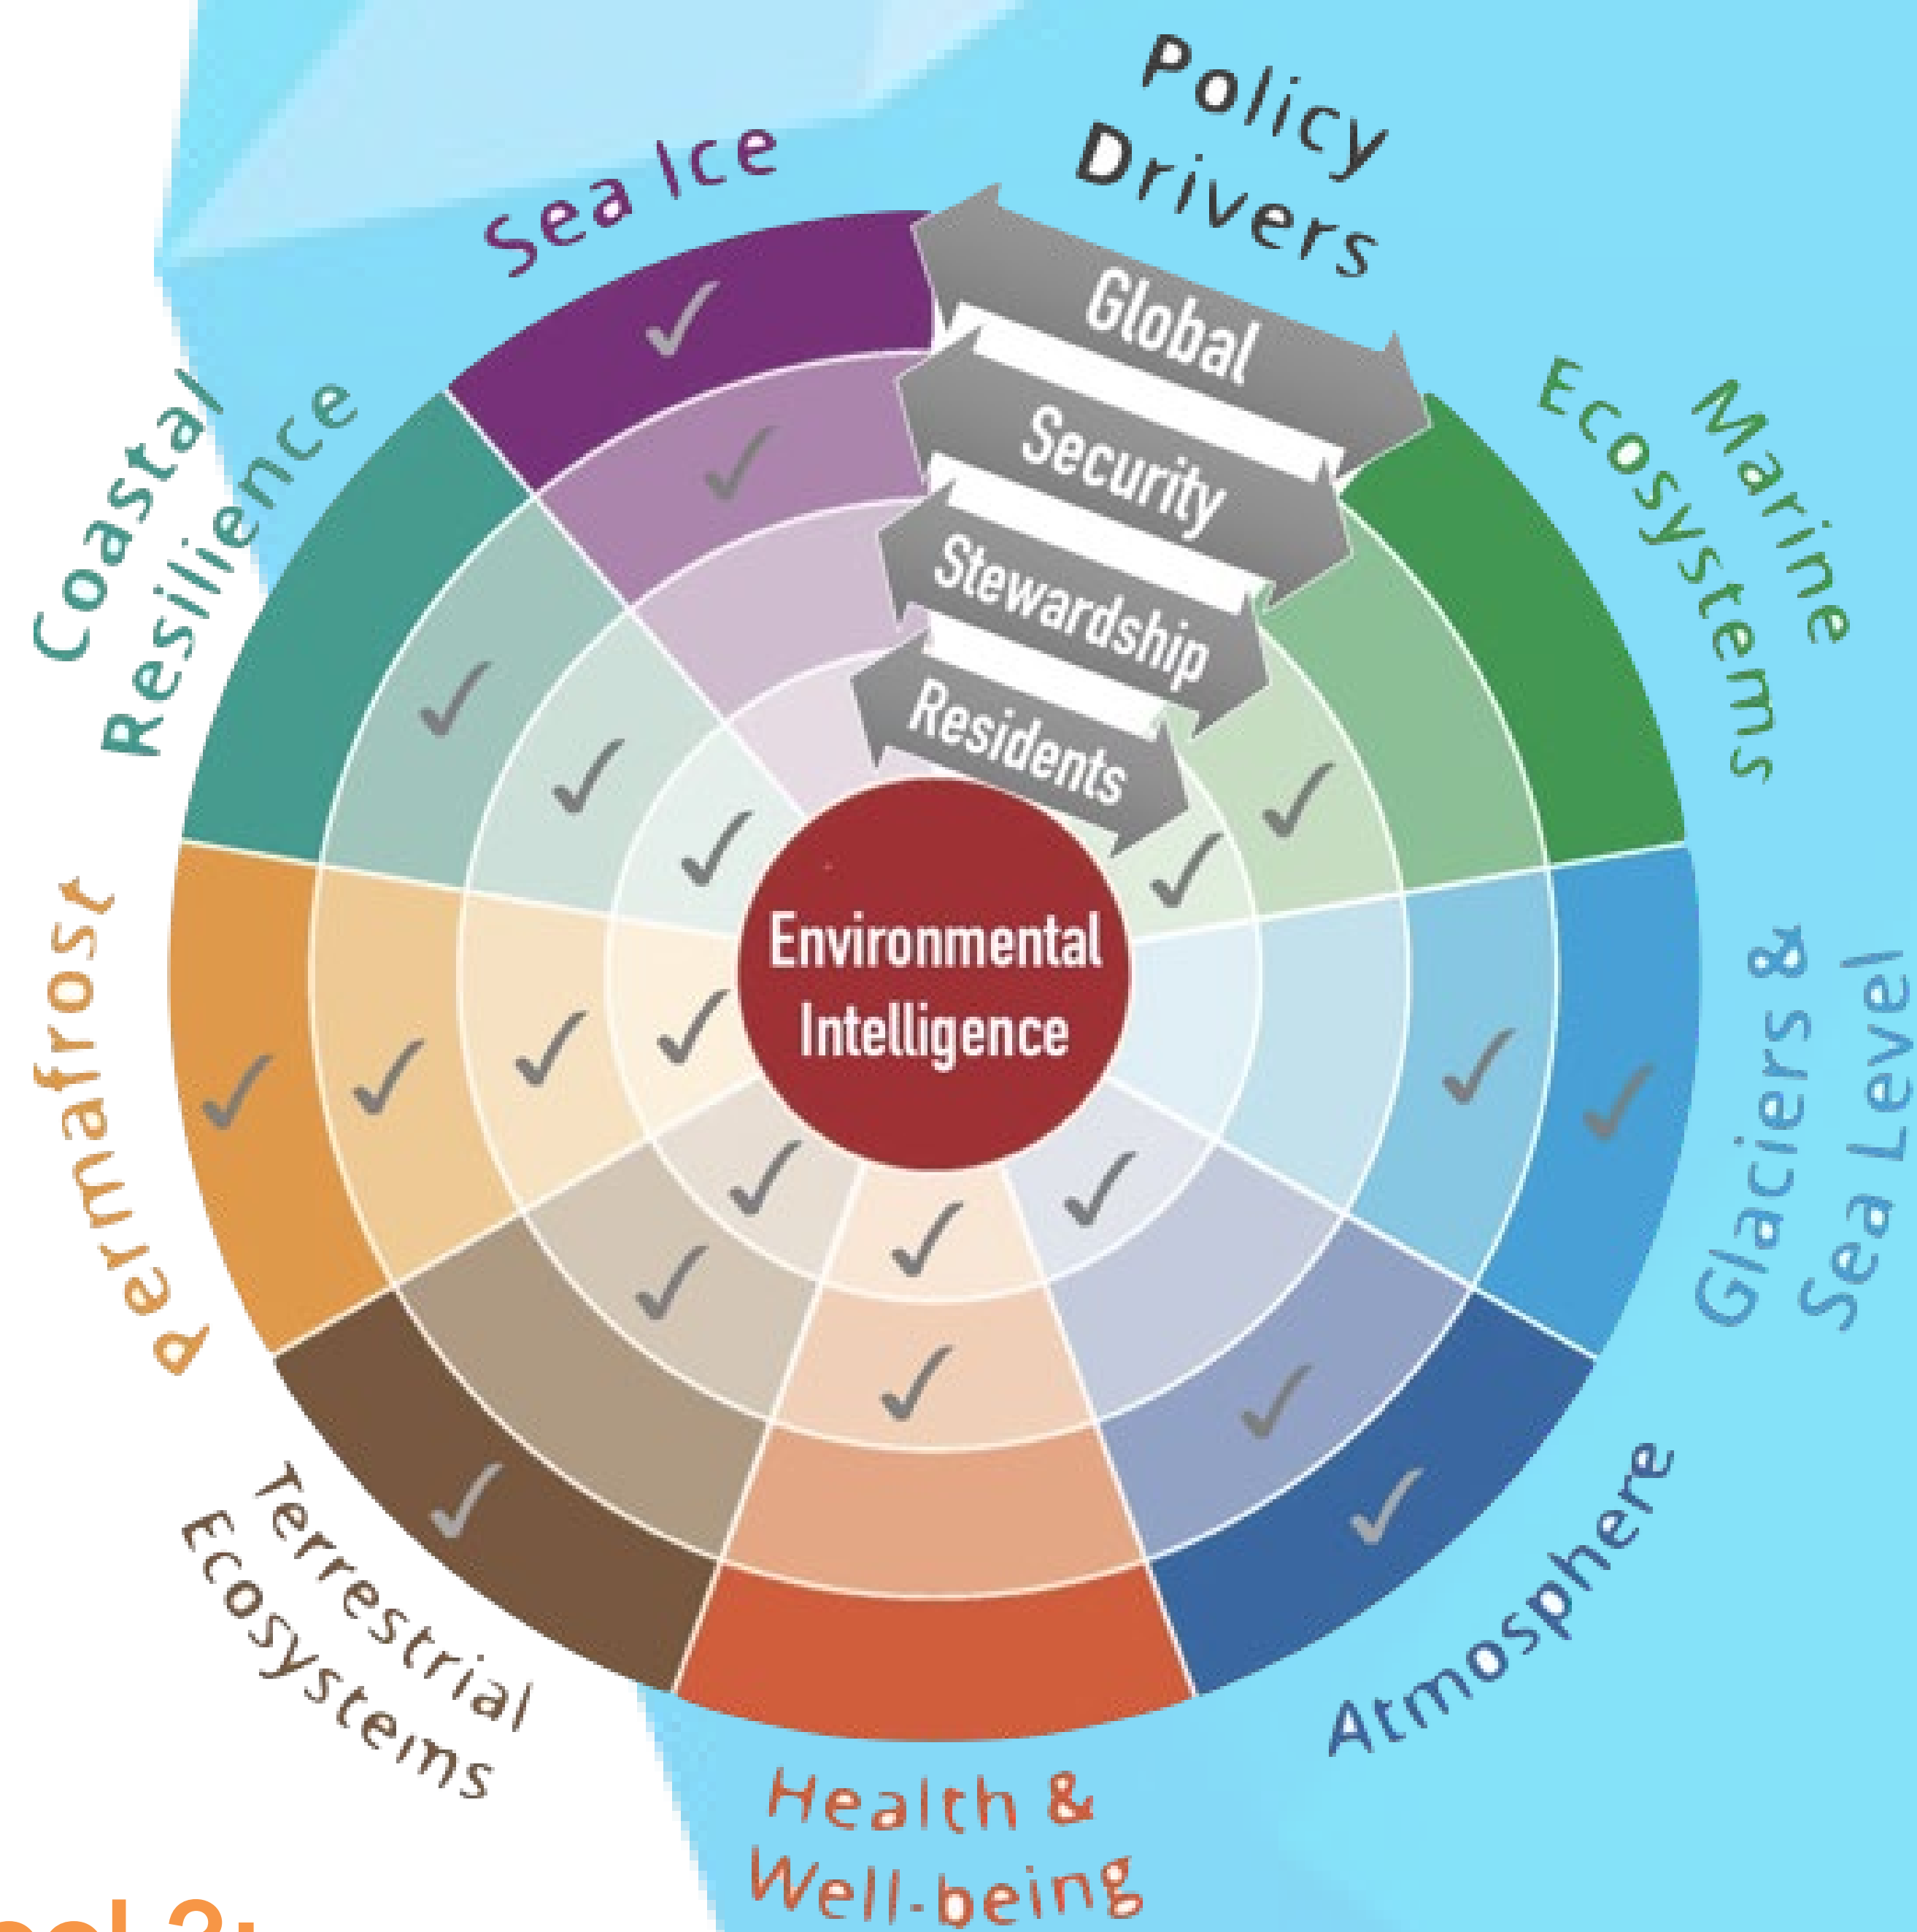 Policy
Drivers
Sea Ice
Global
Security
Stewardship
Residents
Marine
Ecosystems
Coastal
Resilience
Environmental
Intelligence
Permafrost
Glaciers &
Sea Level
Terrestrial
Ecosystems
Atmosphere
Health &
Well-being